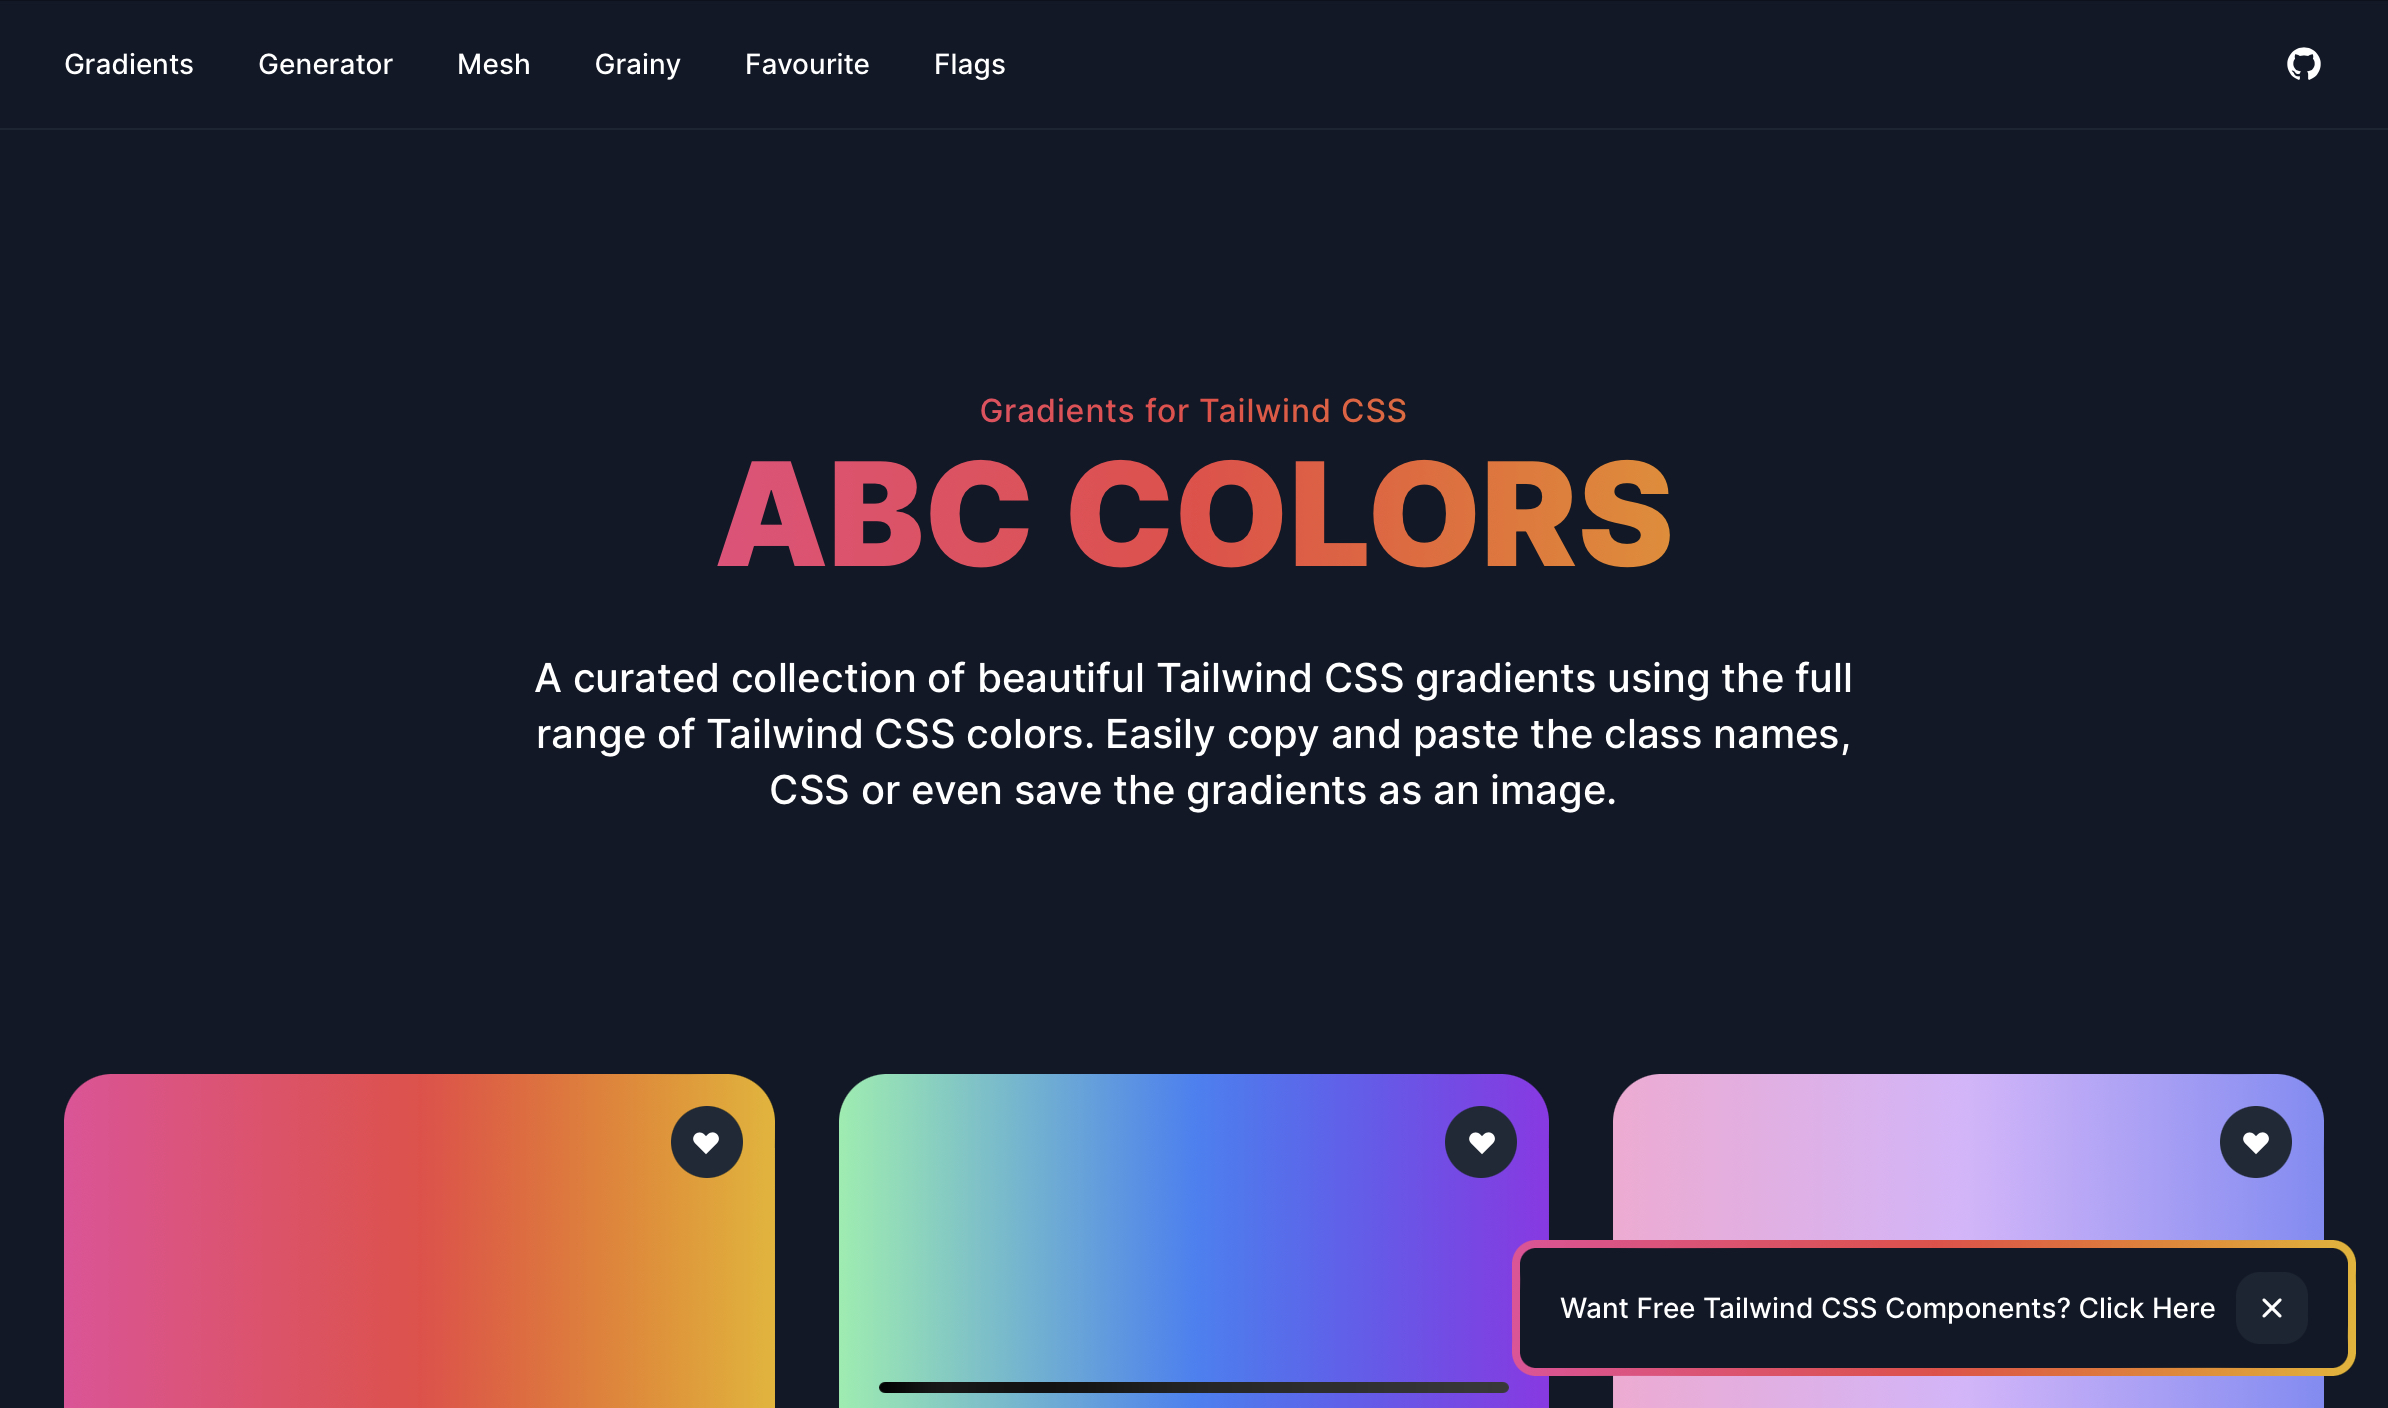 Gradients
Generator
Mesh
Grainy
Favourite
Flags
Gradients for Tailwind CSS
ABC COLORS
A curated collection of beautiful Tailwind CSS gradients using the full
range of Tailwind CSS colors. Easily copy and paste the class names,
CSS or even save the gradients as an image.
Want Free Tailwind CSS Components? Click Here